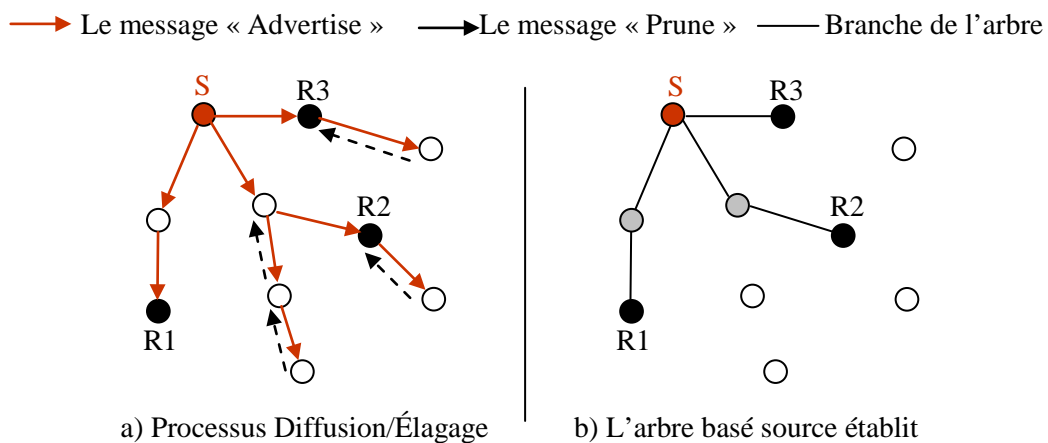 Le message « Advertise » Le message « Prune » Branche de l'arbre
S
R3
R2
R1
S
R3
R2
R1
a) Processus Diffusion/Élagage
b) L'arbre basé source établit